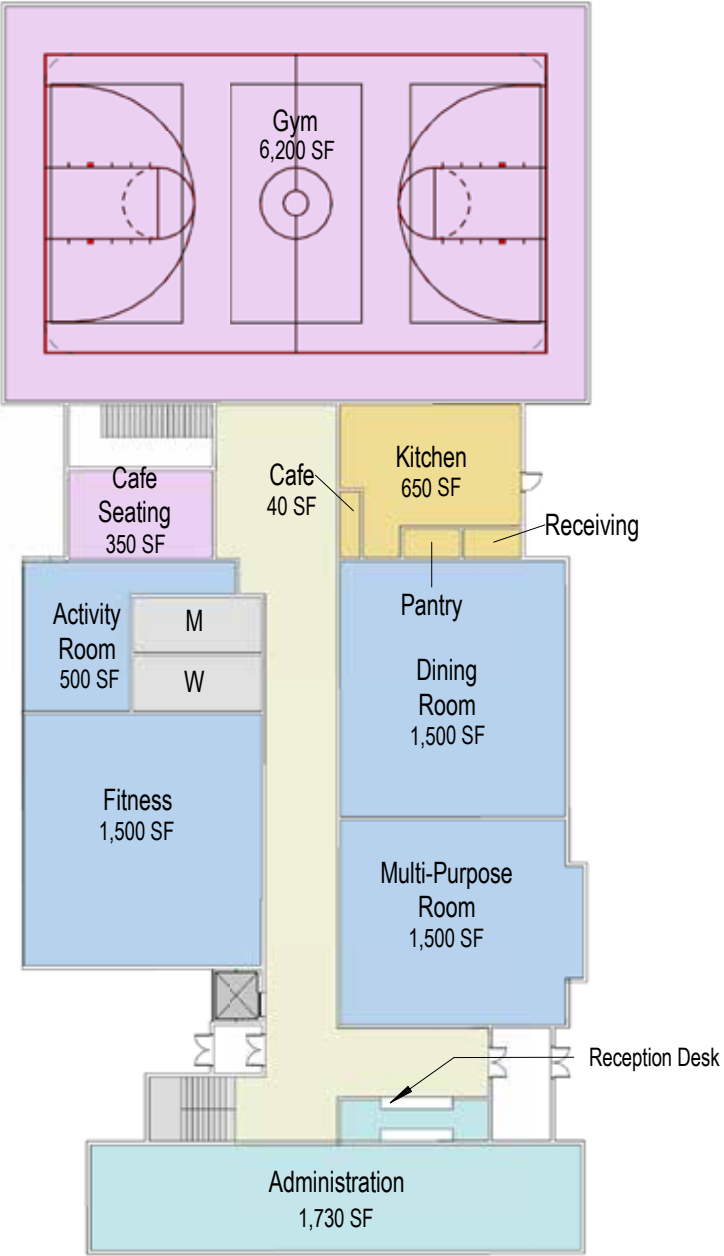 Gym
6,200 SF
Kitchen
650 SF
Cafe
40 SF
Cafe
Seating
350 SF
Receiving
Pantry
Activity
Room
500 SF
M
W
Dining
Room
1,500 SF
Fitness
1,500 SF
Multi-Purpose
Room
1,500 SF
Reception Desk
Administration
1,730 SF